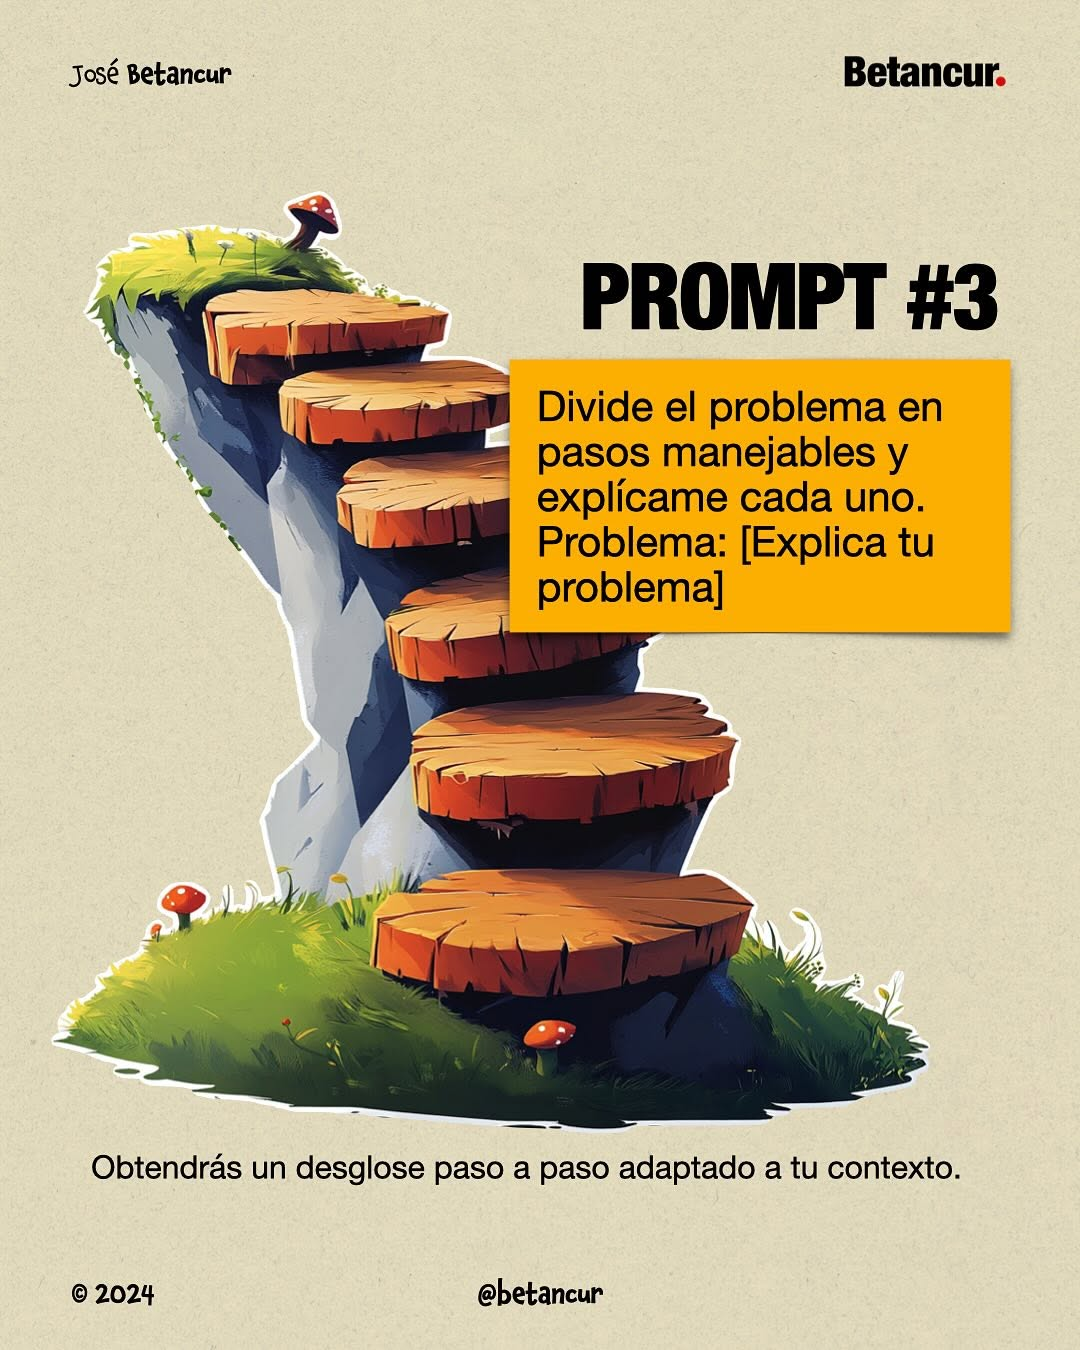 José Betancur
Betancur.
PROMPT #3
Divide el problema en
pasos manejables y
explícame cada uno.
Problema: [Explica tu
problema]
Obtendrás un desglose paso a paso adaptado a tu contexto.
© 2024
@betancur